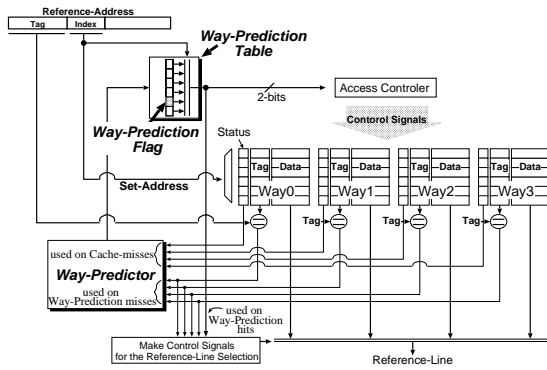 Reference-Address
Tag
Index
Way-Prediction
Table
2-bits
Access Controler
Way-Prediction
Flag
Contorol Signals
Status
Set-Address
Tag
Data
Tag
Data
Tag
Data
Tag
Data
Way0
Way1
Way2
Way3
Tag
Tag
Tag
used on Cache-misses
Way-Predictor
used on
Way-Prediction misses
used on
Way-Prediction
hits
Make Control Signals
for the Reference-Line Selection
Reference-Line